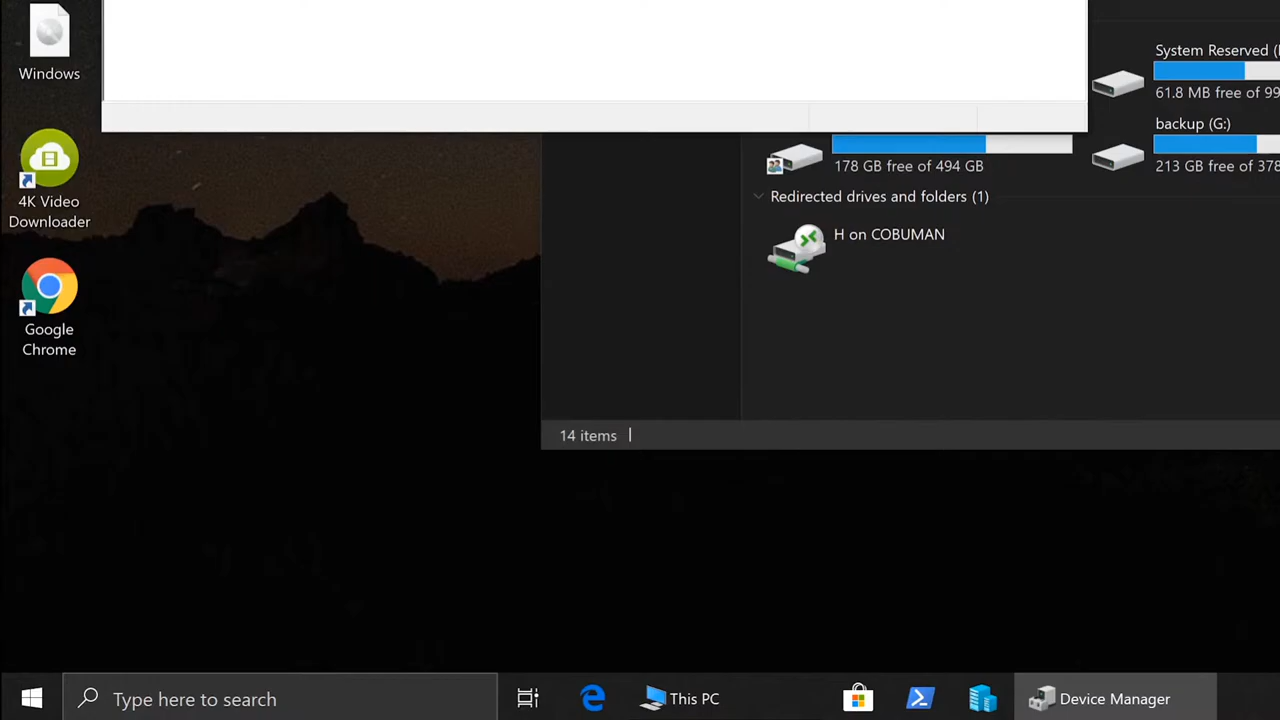 Windows
4K Video
Downloader
Google
Chrome
System Reserved (
61.8 MB free of 99
backup (G:)
213 GB free of 378
178 GB free of 494 GB
Redirected drives and folders (1)
H on COBUMAN
14 items
Type here to search
This PC
Device Manager